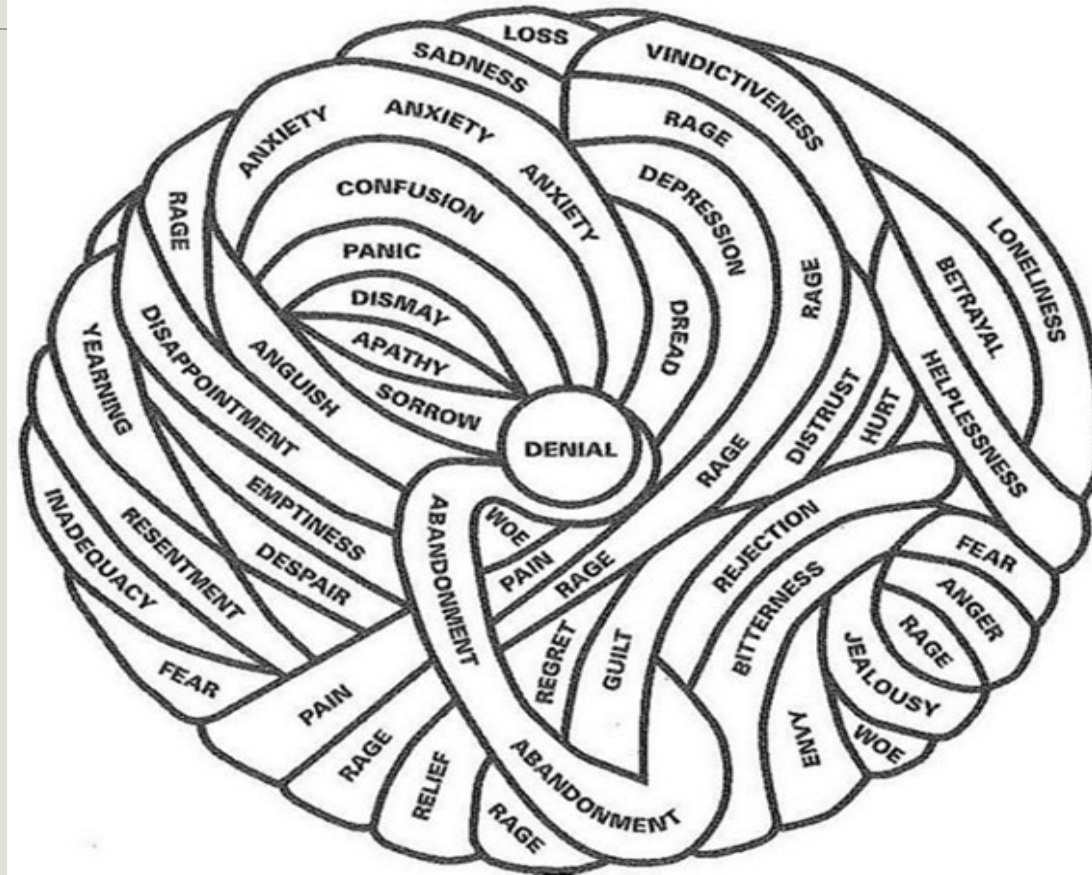 LOSS
SADNESS
VINDICTIVENESS
ANXIETY
ANXIETY
ANXIETY
RAGE
RAGE
CONFUSION
DEPRESSION
LONELINESS
PANIC
BETRAYAL
DISMAY
RAGE
DREAD
APATHY
YEARNING
DISAPPOINTMENT
ANGUISH
SORROW
HELPLESSNESS
DISTRUST
HURT
DENIAL
RAGE
EMPTINESS
ABANDONMENT
WOE
PAIN
RAGE
REJECTION
INADEQUACY
RESENTMENT
DESPAIR
FEAR
ANGER
RAGE
BITTERNESS
JEALOUSY
REGRET
GUILT
FEAR
PAIN
RAGE
RELIEF
RAGE
ABANDONMENT
ENVY
WOE